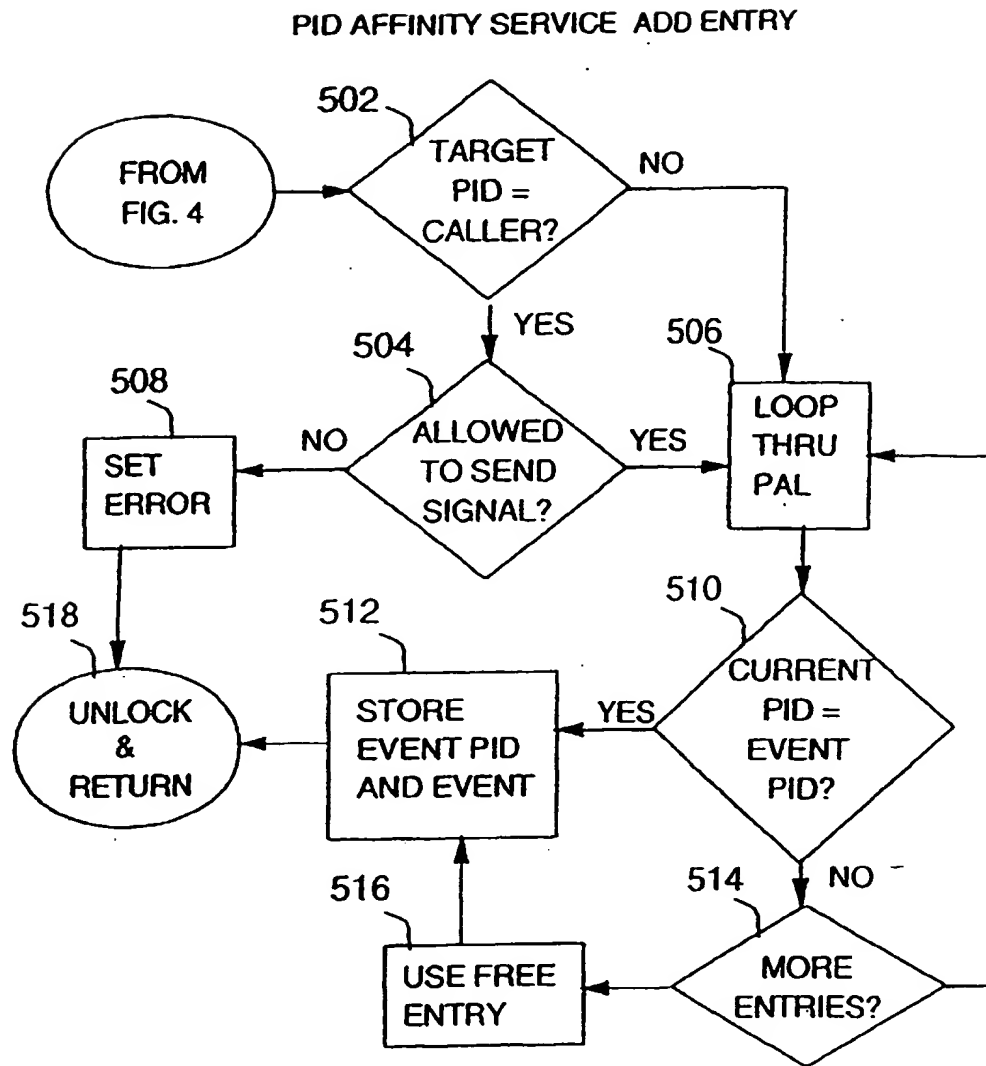 PID AFFINITY SERVICE ADD ENTRY
502
FROM
FIG. 4
TARGET
PID =
CALLER?
NO
YES
504
506
508
ALLOWED
TO SEND
SIGNAL?
NO
YES
LOOP
THRU
PAL
SET
ERROR
510
512
518
CURRENT
PID =
EVENT
PID?
YES
STORE
EVENT PID
AND EVENT
UNLOCK
&
RETURN
NO
514
516
MORE
ENTRIES?
USE FREE
ENTRY